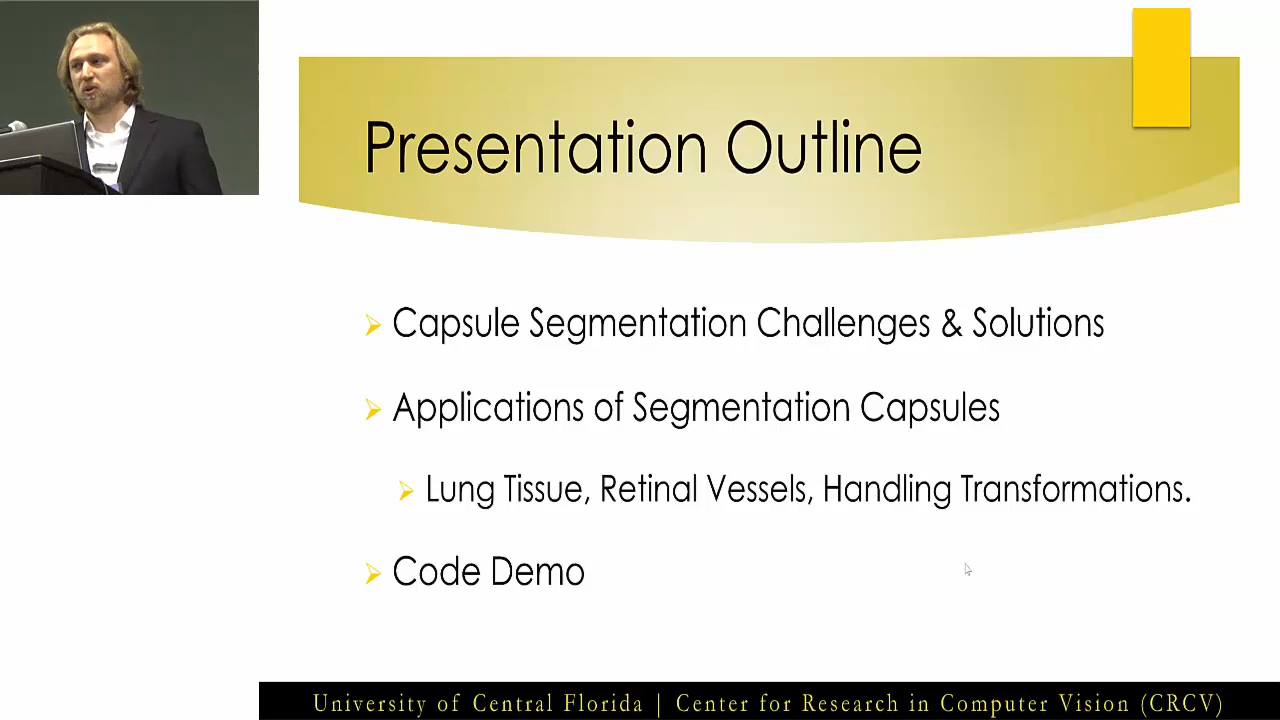 Presentation Outline
Capsule Segmentation Challenges & Solutions
Applications of Segmentation Capsules
Lung Tissue, Retinal Vessels, Handling Transformations.
Code Demo
University of Central Florida | Center for Research in Computer Vision (CRCV)